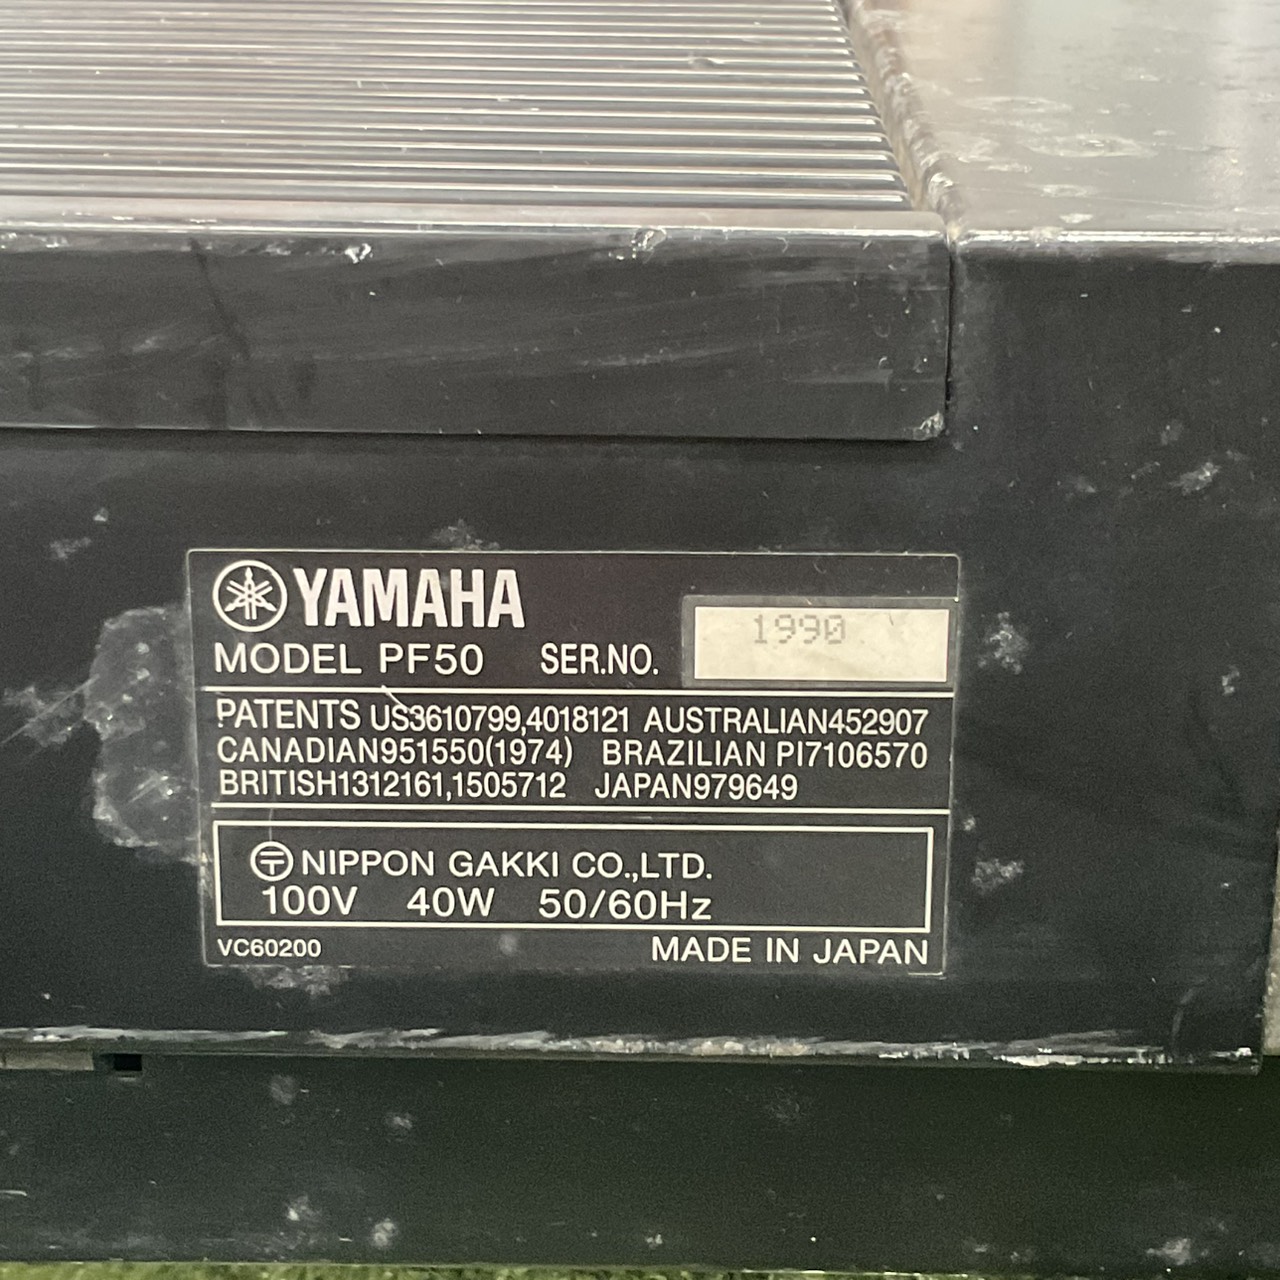 YAMAHA
MODEL PF50 SER.NO. 1990
PATENTS US3610799,4018121 AUSTRALIAN452907
CANADIAN951550(1974) BRAZILIAN PI7106570
BRITISH1312161,1505712 JAPAN979649
NIPPON GAKKI CO.,LTD.
100V 40W 50/60Hz
VC60200 MADE IN JAPAN